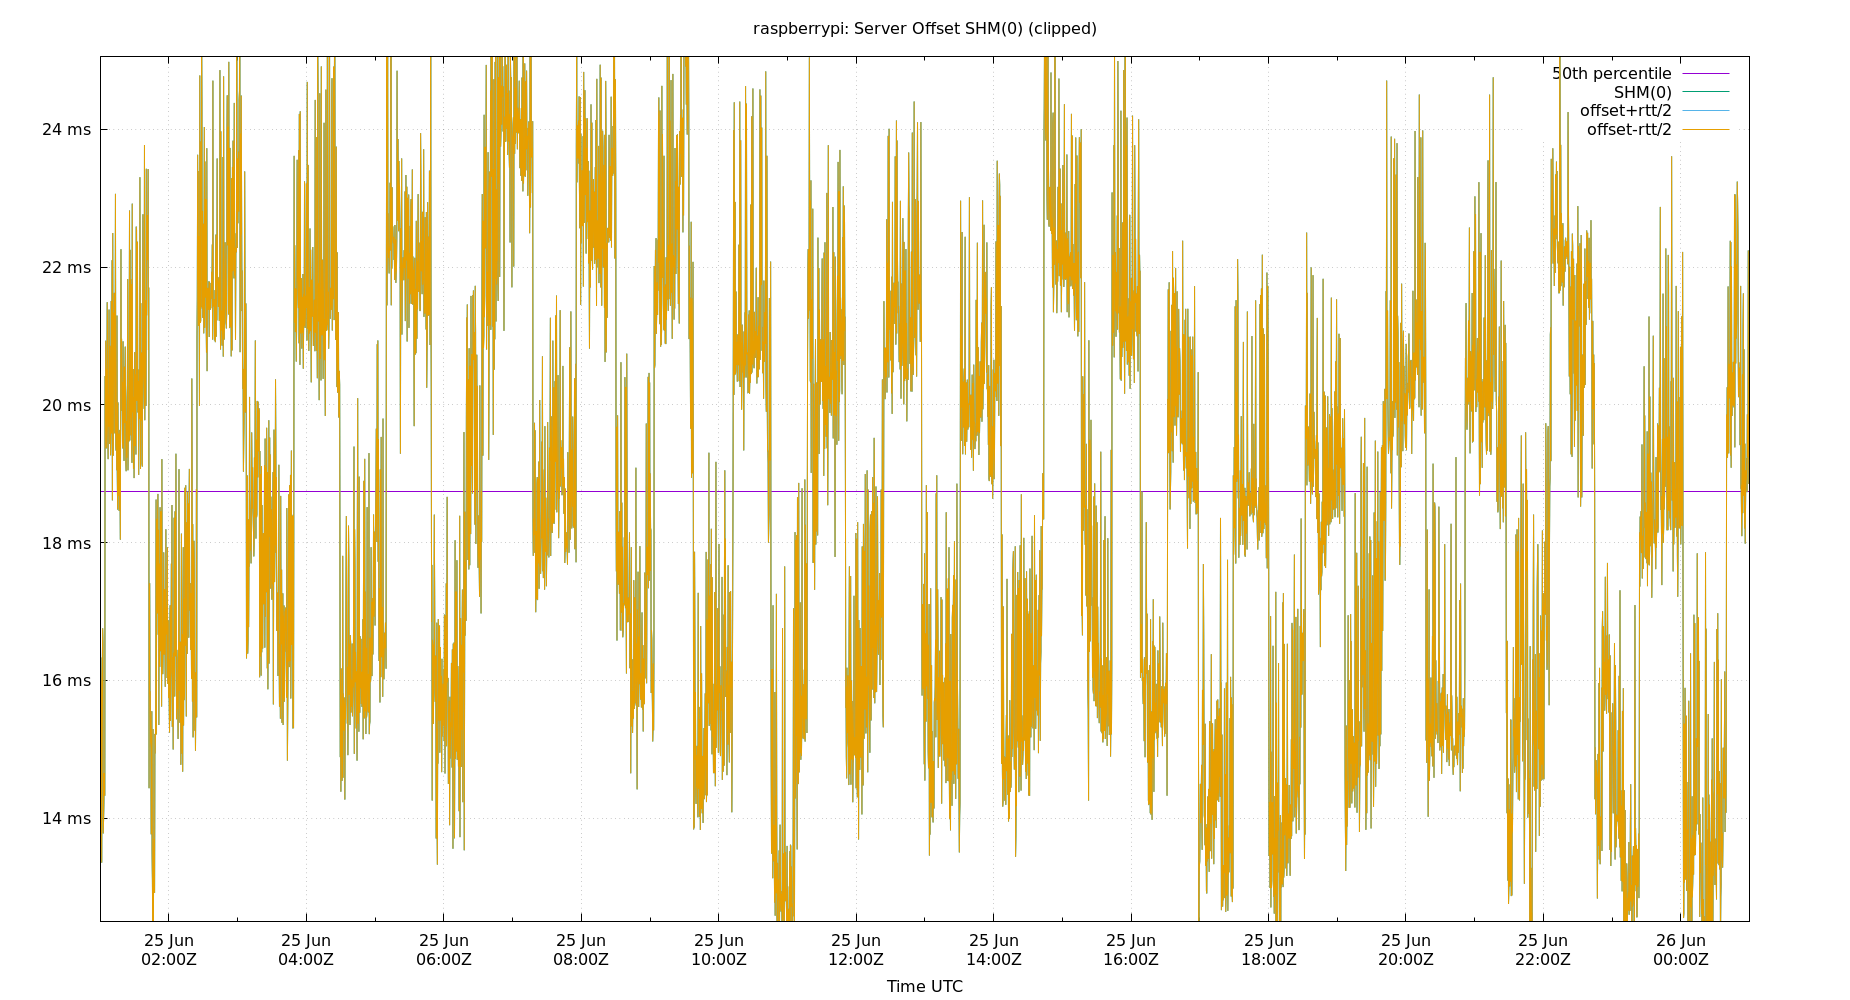 raspberrypi: Server Offset SHM(0) (clipped)
50th percentile
SHM(0)
offset+rtt/2
offset-rtt/2
24 ms
22 ms
20 ms
18 ms
16 ms
14 ms
25 Jun 25 Jun 25 Jun 25 Jun 25 Jun 25 Jun 25 Jun 25 Jun 25 Jun 25 Jun 25 Jun 26 Jun
02:00Z 04:00Z 06:00Z 08:00Z 10:00Z 12:00Z 14:00Z 16:00Z 18:00Z 20:00Z 22:00Z 00:00Z
Time UTC